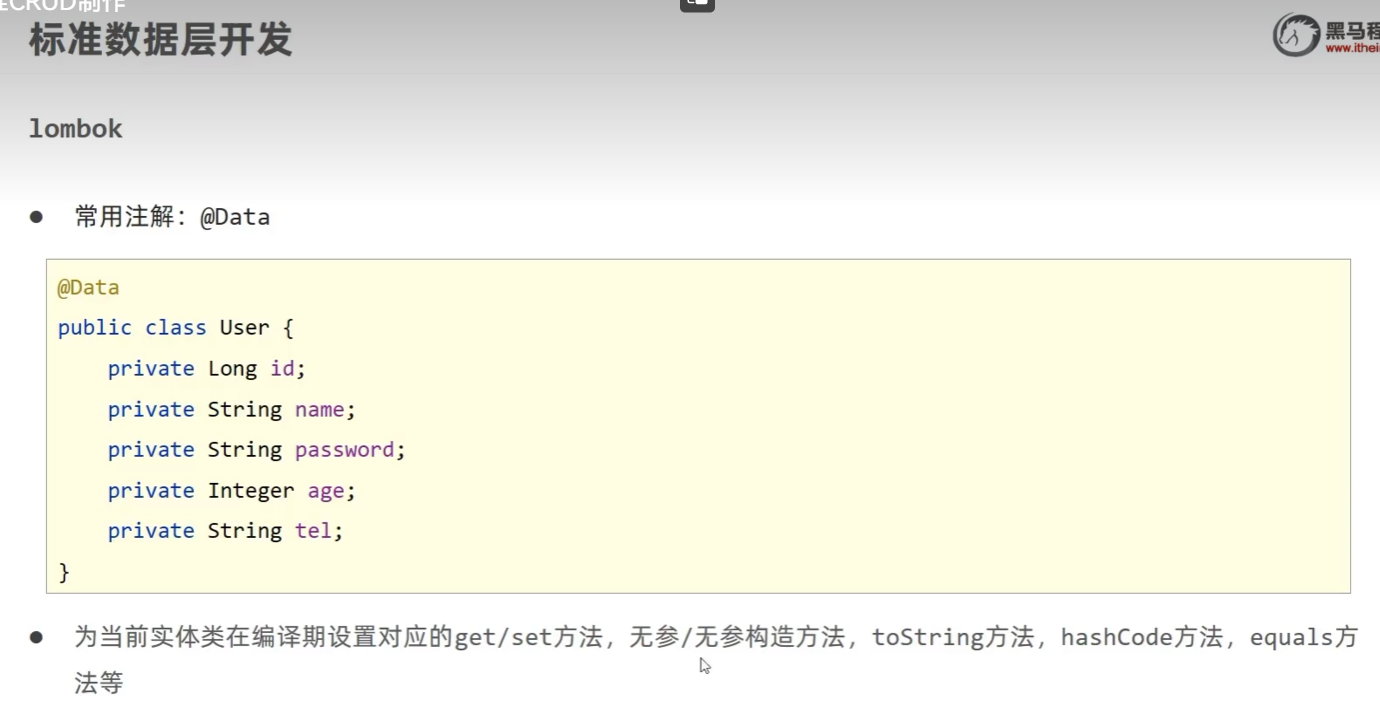 CRUD制作
标准数据层开发
黑马程
www.ithei
lombok
● 常用注解：@Data
@Data
public class User {
    private Long id;
    private String name;
    private String password;
    private Integer age;
    private String tel;
}
● 为当前实体类在编译期设置对应的get/set方法，无参/无参构造方法，toString方法，hashCode方法，equals方
法等